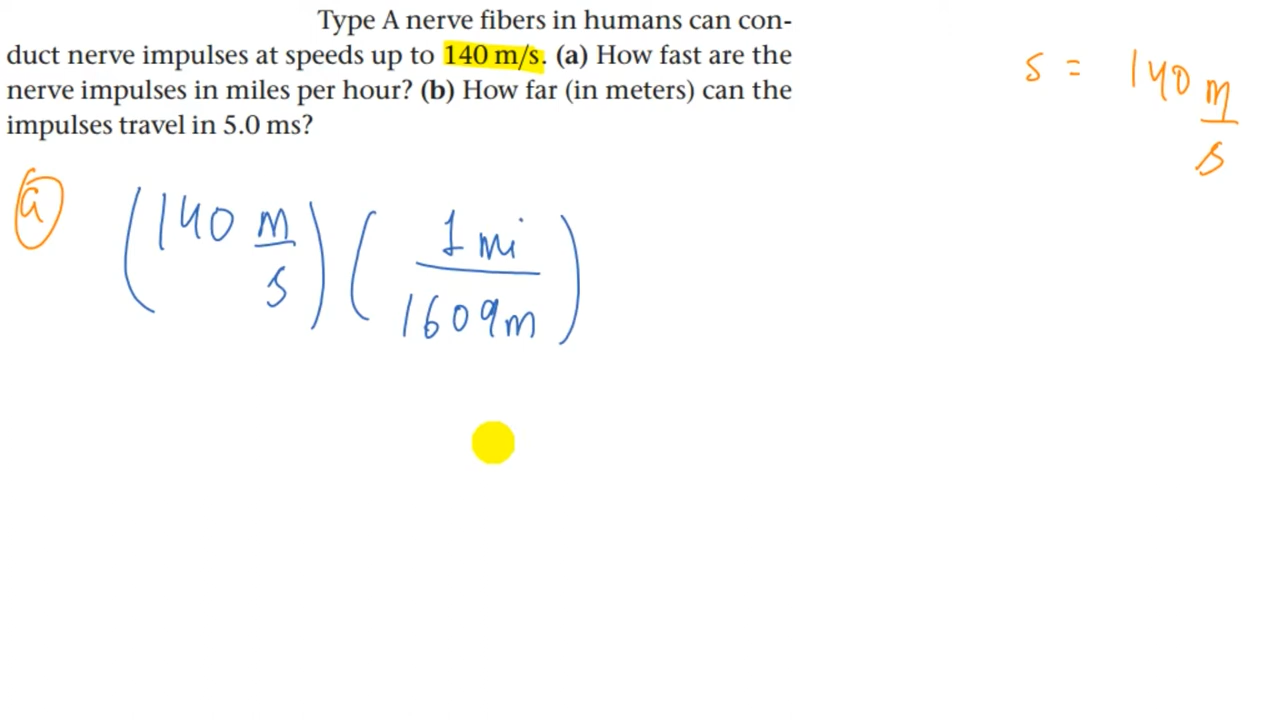 Type A nerve fibers in humans can con-
duct nerve impulses at speeds up to 140 m/s. (a) How fast are the
nerve impulses in miles per hour? (b) How far (in meters) can the
impulses travel in 5.0 ms?
s = 140 m/s
a (140 m/s) (1 mi/1609 m)